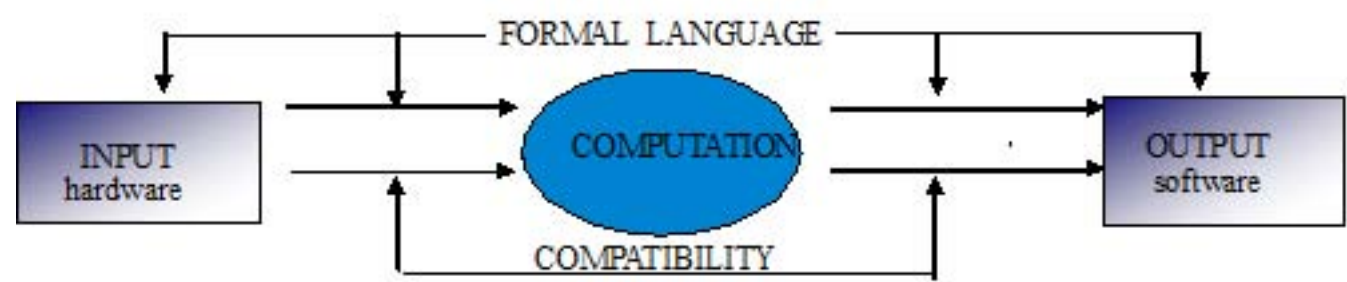 FORMAL LANGUAGE
INPUT
hardware
COMPUTATION
OUTPUT
software
COMPATIBILITY